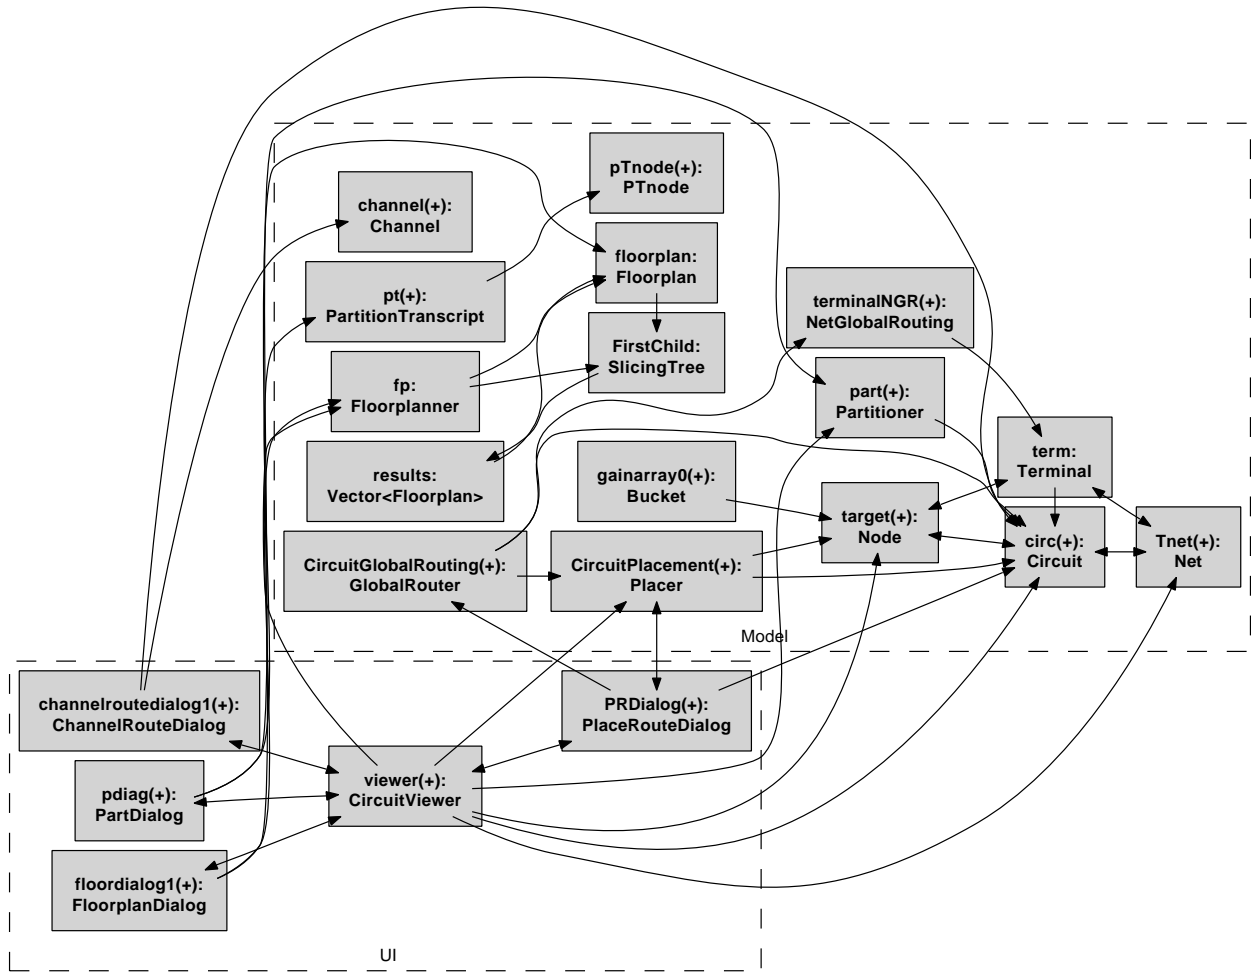 pTnode(+):
PTnode
channel(+):
Channel
floorplan:
Floorplan
pt(+):
PartitionTranscript
terminalNGR(+):
NetGlobalRouting
FirstChild:
SlicingTree
fp:
Floorplanner
part(+):
Partitioner
term:
Terminal
results:
Vector<Floorplan>
gainarray0(+):
Bucket
target(+):
Node
circ(+):
Circuit
Tnet(+):
Net
CircuitGlobalRouting(+):
GlobalRouter
CircuitPlacement(+):
Placer
Model
channelroutedialog1(+):
ChannelRouteDialog
PRDialog(+):
PlaceRouteDialog
pdiag(+):
PartDialog
viewer(+):
CircuitViewer
floordialog1(+):
FloorplanDialog
UI